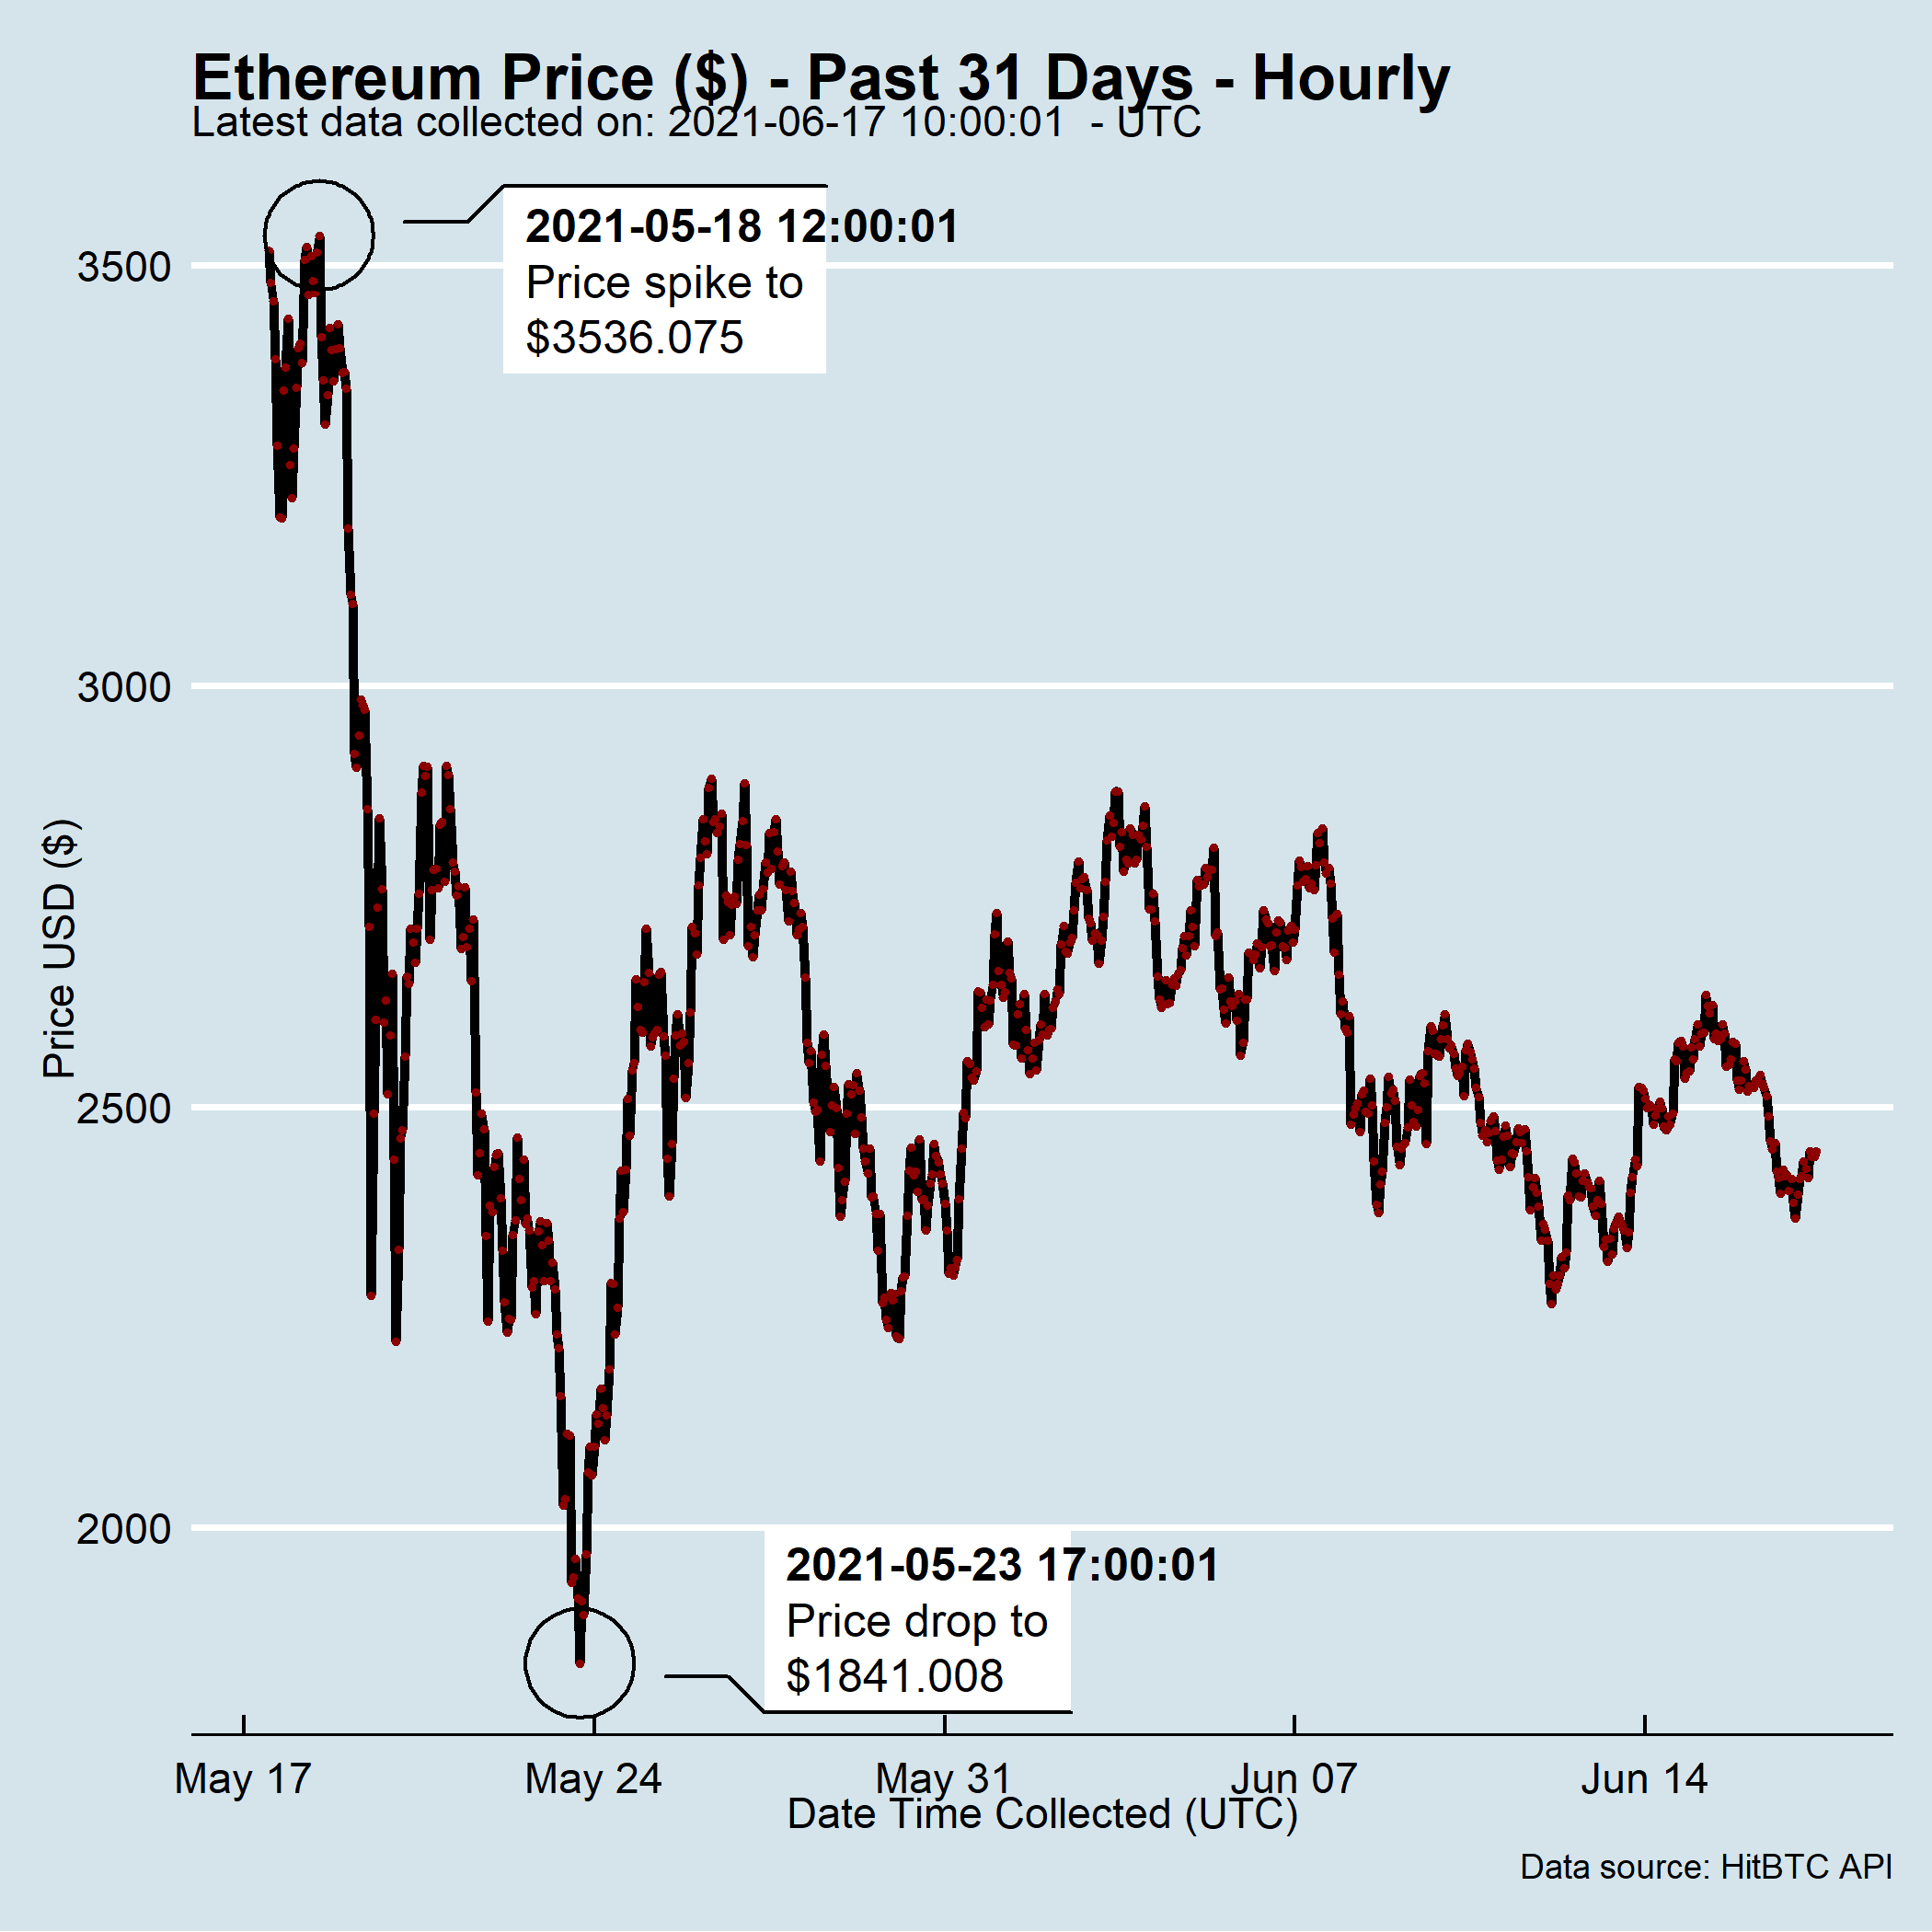 Ethereum Price ($) - Past 31 Days - Hourly
Latest data collected on: 2021-06-17 10:00:01  - UTC
2021-05-18 12:00:01
Price spike to
$3536.075
3500
3000
2500
2000
Price USD ($)
2021-05-23 17:00:01
Price drop to
$1841.008
May 17
May 24
May 31
Jun 07
Jun 14
Date Time Collected (UTC)
Data source: HitBTC API